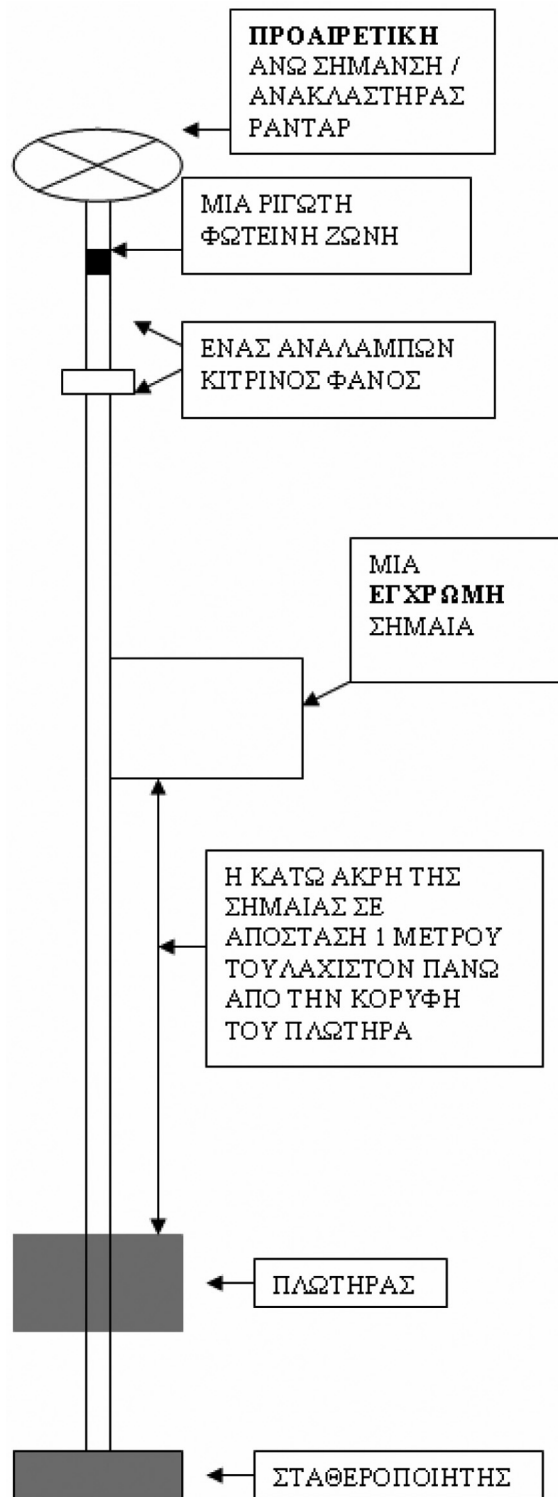 ΠΡΟΑΙΡΕΤΙΚΗ
ΑΝΩ ΣΗΜΑΝΣΗ /
ΑΝΑΚΛΑΣΤΗΡΑΣ
ΡΑΝΤΑΡ
ΜΙΑ ΡΙΓΩΤΗ
ΦΩΤΕΙΝΗ ΖΩΝΗ
ΕΝΑΣ ΑΝΑΛΑΜΠΩΝ
ΚΙΤΡΙΝΟΣ ΦΑΝΟΣ
ΜΙΑ
ΕΓΧΡΩΜΗ
ΣΗΜΑΙΑ
Η ΚΑΤΩ ΑΚΡΗ ΤΗΣ
ΣΗΜΑΙΑΣ ΣΕ
ΑΠΟΣΤΑΣΗ 1 ΜΕΤΡΟΥ
ΤΟΥΛΑΧΙΣΤΟΝ ΠΑΝΩ
ΑΠΟ ΤΗΝ ΚΟΡΥΦΗ
ΤΟΥ ΠΛΩΤΗΡΑ
ΠΛΩΤΗΡΑΣ
ΣΤΑΘΕΡΟΠΟΙΗΤΗΣ